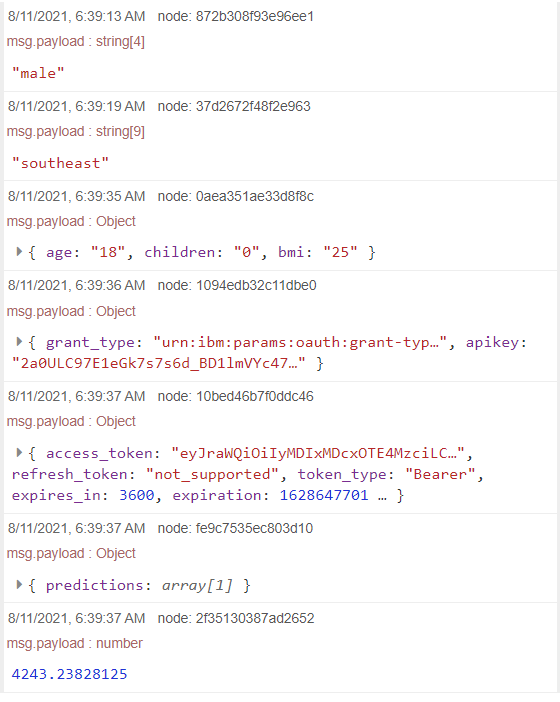 8/11/2021, 6:39:13 AM node: 872b308f93e96ee1
msg.payload : string[4]
"male"
8/11/2021, 6:39:19 AM node: 37d2672f48f2e963
msg.payload : string[9]
"southeast"
8/11/2021, 6:39:35 AM node: 0aea351ae33d8f8c
msg.payload : Object
{ age: "18", children: "0", bmi: "25" }
8/11/2021, 6:39:36 AM node: 1094edb32c11dbe0
msg.payload : Object
{ grant_type: "urn:ibm:params:oauth:grant-typ…", apikey:
"2a0ULC97E1eGk7s7s6d_BD1lmVYc47…" }
8/11/2021, 6:39:37 AM node: 10bed46b7f0ddc46
msg.payload : Object
{ access_token: "eyJraWQiOiIyMDIxMDcxOTE4MzciLC…",
refresh_token: "not_supported", token_type: "Bearer",
expires_in: 3600, expiration: 1628647701 … }
8/11/2021, 6:39:37 AM node: fe9c7535ec803d10
msg.payload : Object
{ predictions: array[1] }
8/11/2021, 6:39:37 AM node: 2f35130387ad2652
msg.payload : number
4243.23828125